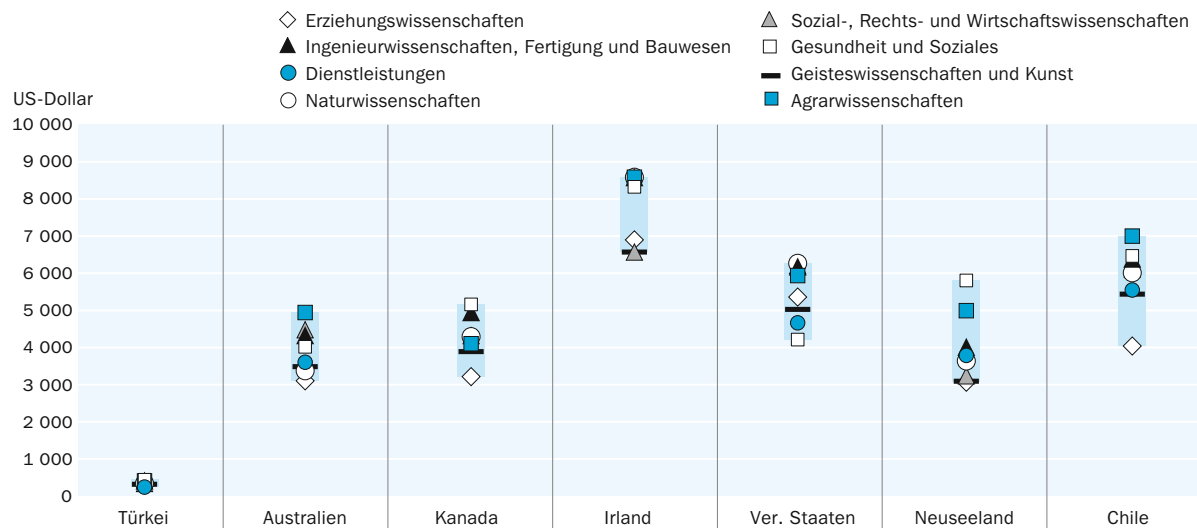 Erziehungswissenschaften
Ingenieurwissenschaften, Fertigung und Bauwesen
Dienstleistungen
Naturwissenschaften
Sozial-, Rechts- und Wirtschaftswissenschaften
Gesundheit und Soziales
Geisteswissenschaften und Kunst
Agrarwissenschaften
US-Dollar
10 000
9 000
8 000
7 000
6 000
5 000
4 000
3 000
2 000
1 000
0
Türkei Australien Kanada Irland Ver. Staaten Neuseeland Chile